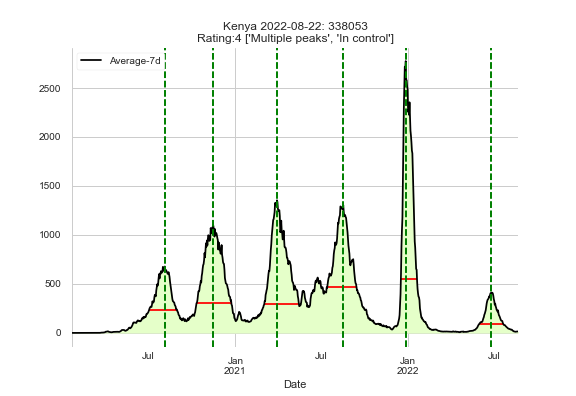 Kenya 2022-08-22: 338053
Rating:4 ['Multiple peaks', 'In control']
Average-7d
2500
2000
1500
1000
500
0
Jul
Jan
2021
Jul
Jan
2022
Jul
Date